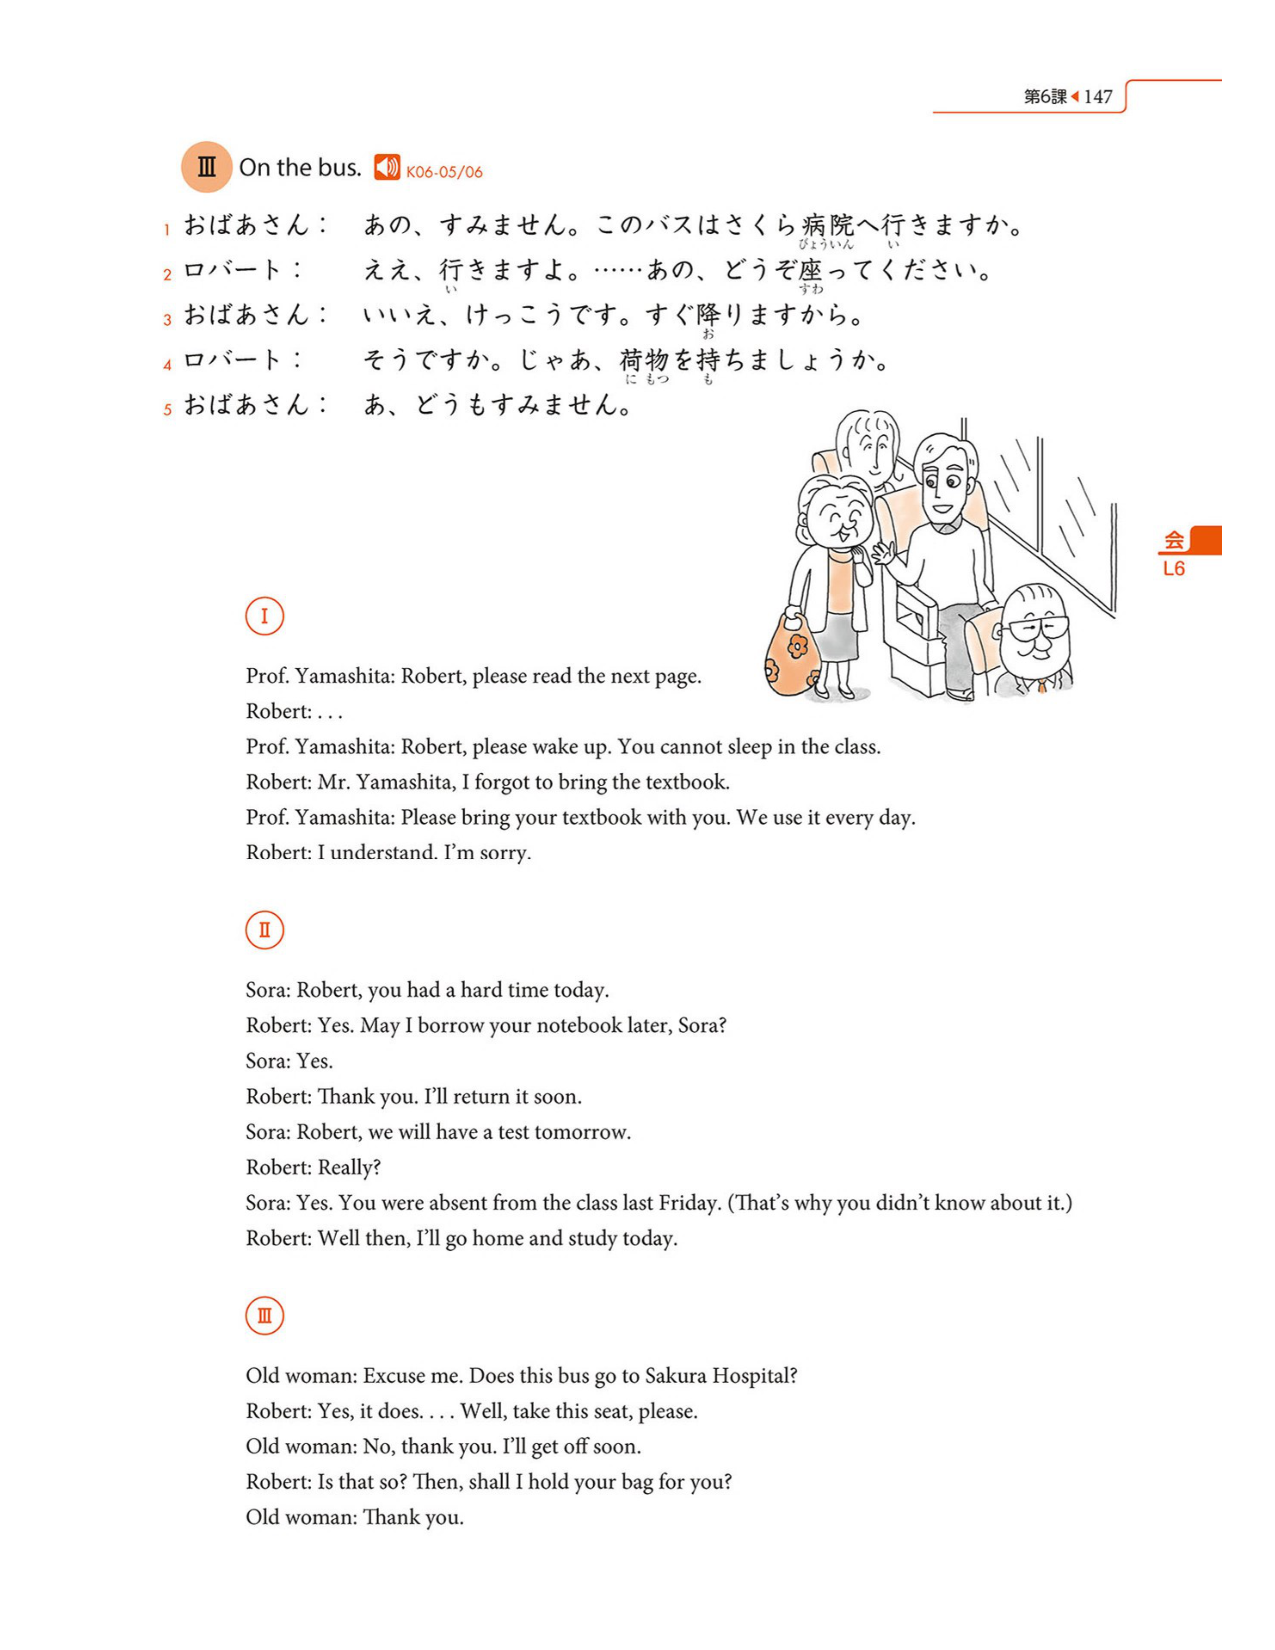 第6課 ◀ 147
Ⅲ On the bus. K06-05/06
1 おばあさん： あの、すみません。このバスはさくら病院へ行きますか。
びょういん い
2 ロバート： ええ、行きますよ。……あの、どうぞ座ってください。
い すわ
3 おばあさん： いいえ、けっこうです。すぐ降りますから。
お
4 ロバート： そうですか。じゃあ、荷物を持ちましょうか。
に もつ も
5 おばあさん： あ、どうもすみません。
会
L6
Ⅰ
Prof. Yamashita: Robert, please read the next page.
Robert: . . .
Prof. Yamashita: Robert, please wake up. You cannot sleep in the class.
Robert: Mr. Yamashita, I forgot to bring the textbook.
Prof. Yamashita: Please bring your textbook with you. We use it every day.
Robert: I understand. I'm sorry.
Ⅱ
Sora: Robert, you had a hard time today.
Robert: Yes. May I borrow your notebook later, Sora?
Sora: Yes.
Robert: Thank you. I'll return it soon.
Sora: Robert, we will have a test tomorrow.
Robert: Really?
Sora: Yes. You were absent from the class last Friday. (That's why you didn't know about it.)
Robert: Well then, I'll go home and study today.
Ⅲ
Old woman: Excuse me. Does this bus go to Sakura Hospital?
Robert: Yes, it does. . . . Well, take this seat, please.
Old woman: No, thank you. I'll get off soon.
Robert: Is that so? Then, shall I hold your bag for you?
Old woman: Thank you.